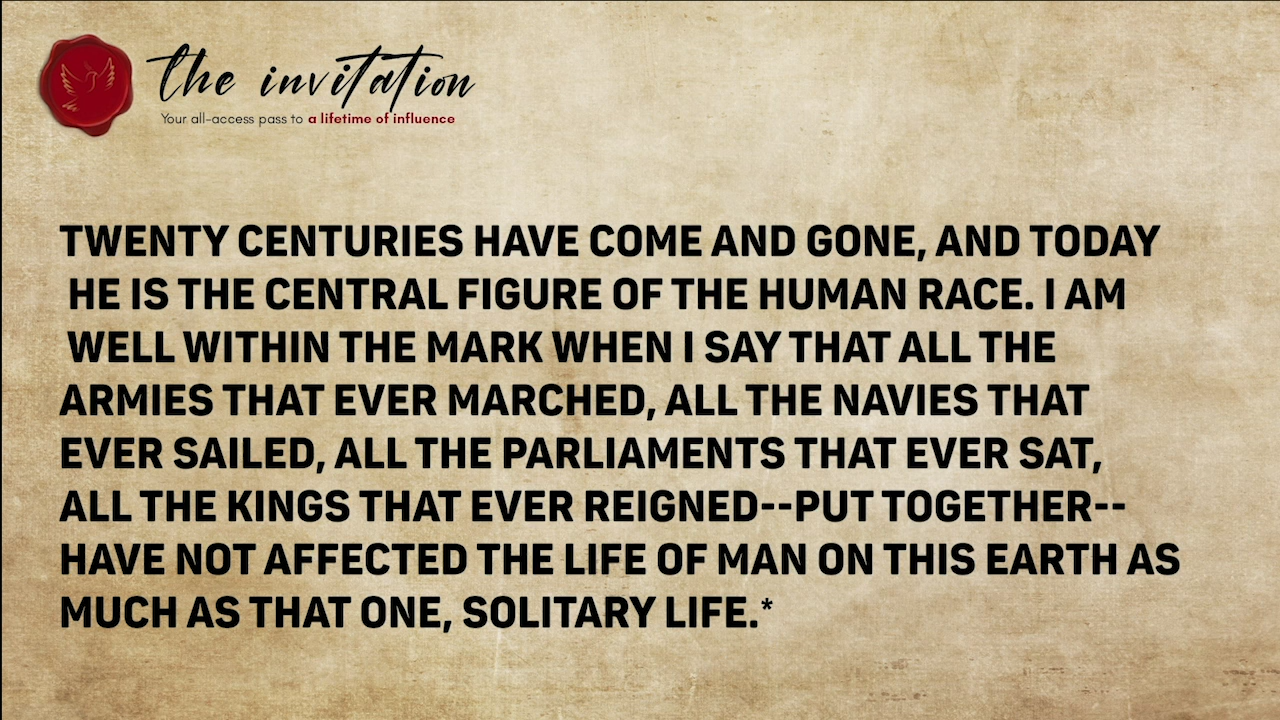 the invitation
Your all-access pass to a lifetime of influence
TWENTY CENTURIES HAVE COME AND GONE, AND TODAY
HE IS THE CENTRAL FIGURE OF THE HUMAN RACE. I AM
WELL WITHIN THE MARK WHEN I SAY THAT ALL THE
ARMIES THAT EVER MARCHED, ALL THE NAVIES THAT
EVER SAILED, ALL THE PARLIAMENTS THAT EVER SAT,
ALL THE KINGS THAT EVER REIGNED--PUT TOGETHER--
HAVE NOT AFFECTED THE LIFE OF MAN ON THIS EARTH AS
MUCH AS THAT ONE, SOLITARY LIFE.*